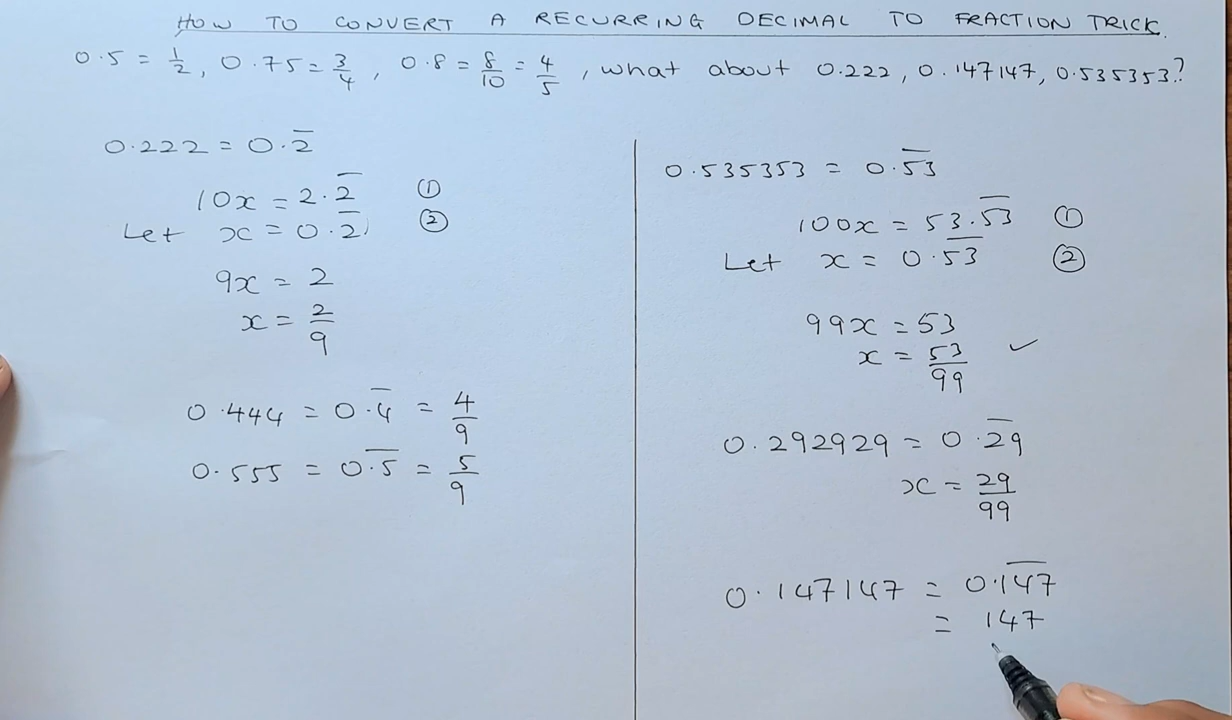 HOW TO CONVERT A RECURRING DECIMAL TO FRACTION TRICK.
0.5 = 1/2, 0.75 = 3/4, 0.8 = 8/10 = 4/5, what about 0.222, 0.147147, 0.535353?
0.222 = 0.2̅
10x = 2.2̅ ①
Let x = 0.2̅ ②
9x = 2
x = 2/9
0.444 = 0.4̅ = 4/9
0.555 = 0.5̅ = 5/9
0.535353 = 0.5̅3̅
100x = 53.5̅3̅ ①
Let x = 0.5̅3̅ ②
99x = 53
x = 53/99 ✓
0.292929 = 0.2̅9̅
x = 29/99
0.147147 = 0.1̅4̅7̅
= 147